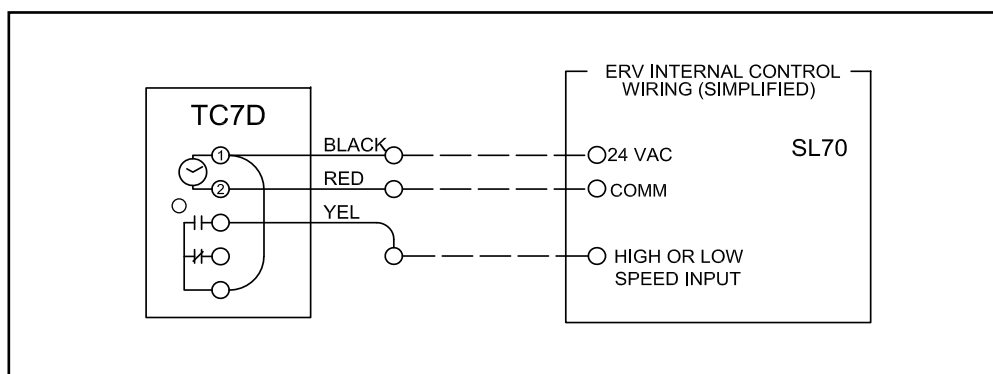 ERV INTERNAL CONTROL
WIRING (SIMPLIFIED)
TC7D
SL70
1
BLACK
24 VAC
2
RED
COMM
YEL
HIGH OR LOW
SPEED INPUT